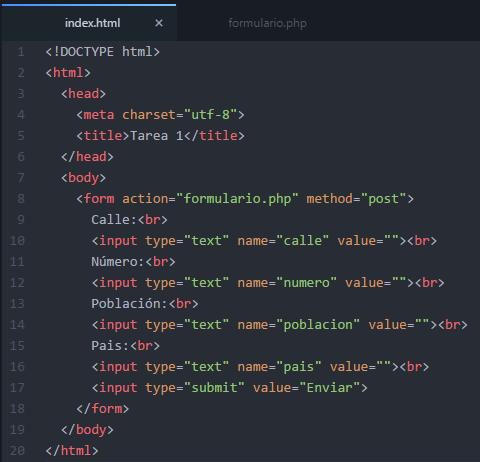 index.html × formulario.php
1 <!DOCTYPE html>
2 <html>
3 <head>
4 <meta charset="utf-8">
5 <title>Tarea 1</title>
6 </head>
7 <body>
8 <form action="formulario.php" method="post">
9 Calle:<br>
10 <input type="text" name="calle" value=""><br>
11 Número:<br>
12 <input type="text" name="numero" value=""><br>
13 Población:<br>
14 <input type="text" name="poblacion" value=""><br>
15 Pais:<br>
16 <input type="text" name="pais" value=""><br>
17 <input type="submit" value="Enviar">
18 </form>
19 </body>
20 </html>